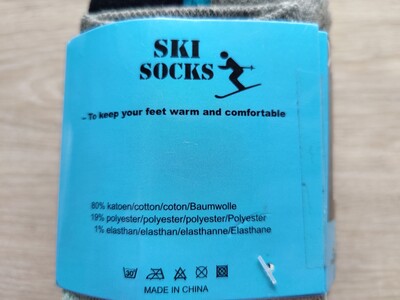 SKI
SOCKS
- To keep your feet warm and comfortable
80% katoen/cotton/coton/Baumwolle
19% polyester/polyester/polyester/Polyester
1% elasthan/elasthan/elasthanne/Elasthane
MADE IN CHINA